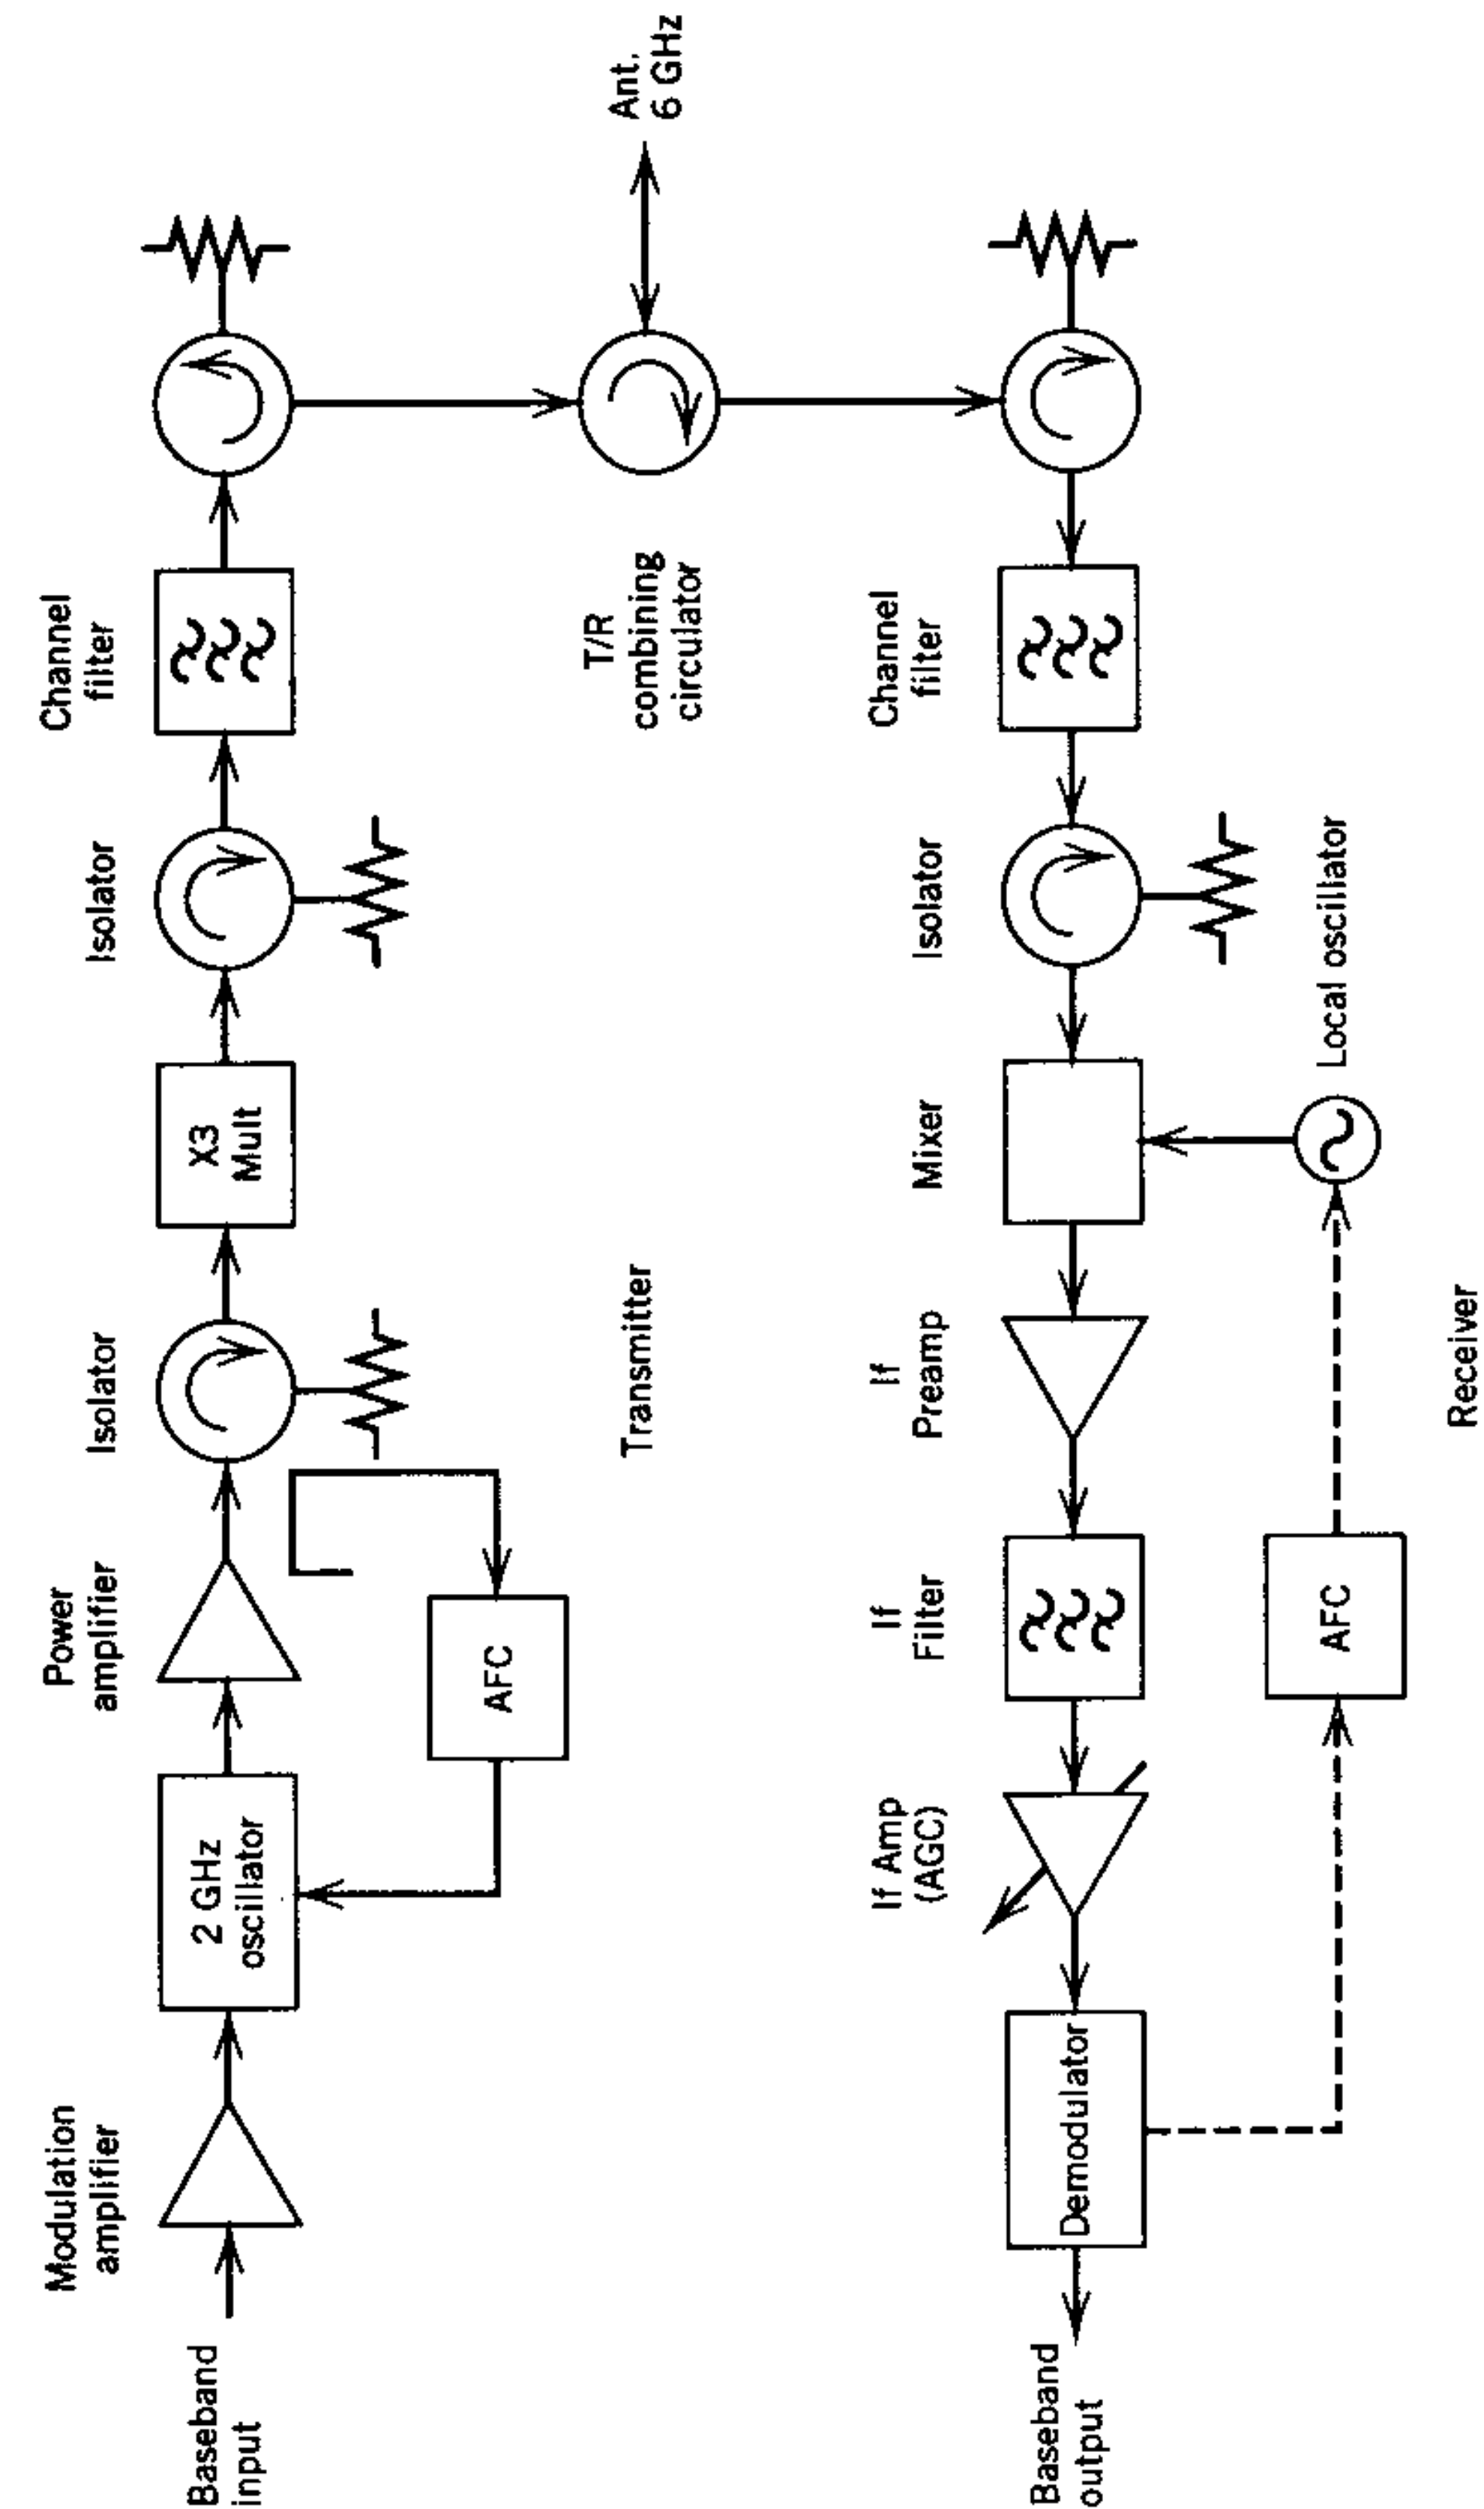 Baseband
input
Modulation
amplifier
2 GHz
oscillator
Power
amplifier
AFC
Isolator
X3
Mult
Isolator
Channel
filter
Transmitter
T/R
combining
circulator
Ant.
6 GHz
Baseband
output
Demodulator
If Amp
(AGC)
If
Filter
If
Preamp
Mixer
Isolator
Channel
filter
Local oscillator
AFC
Receiver